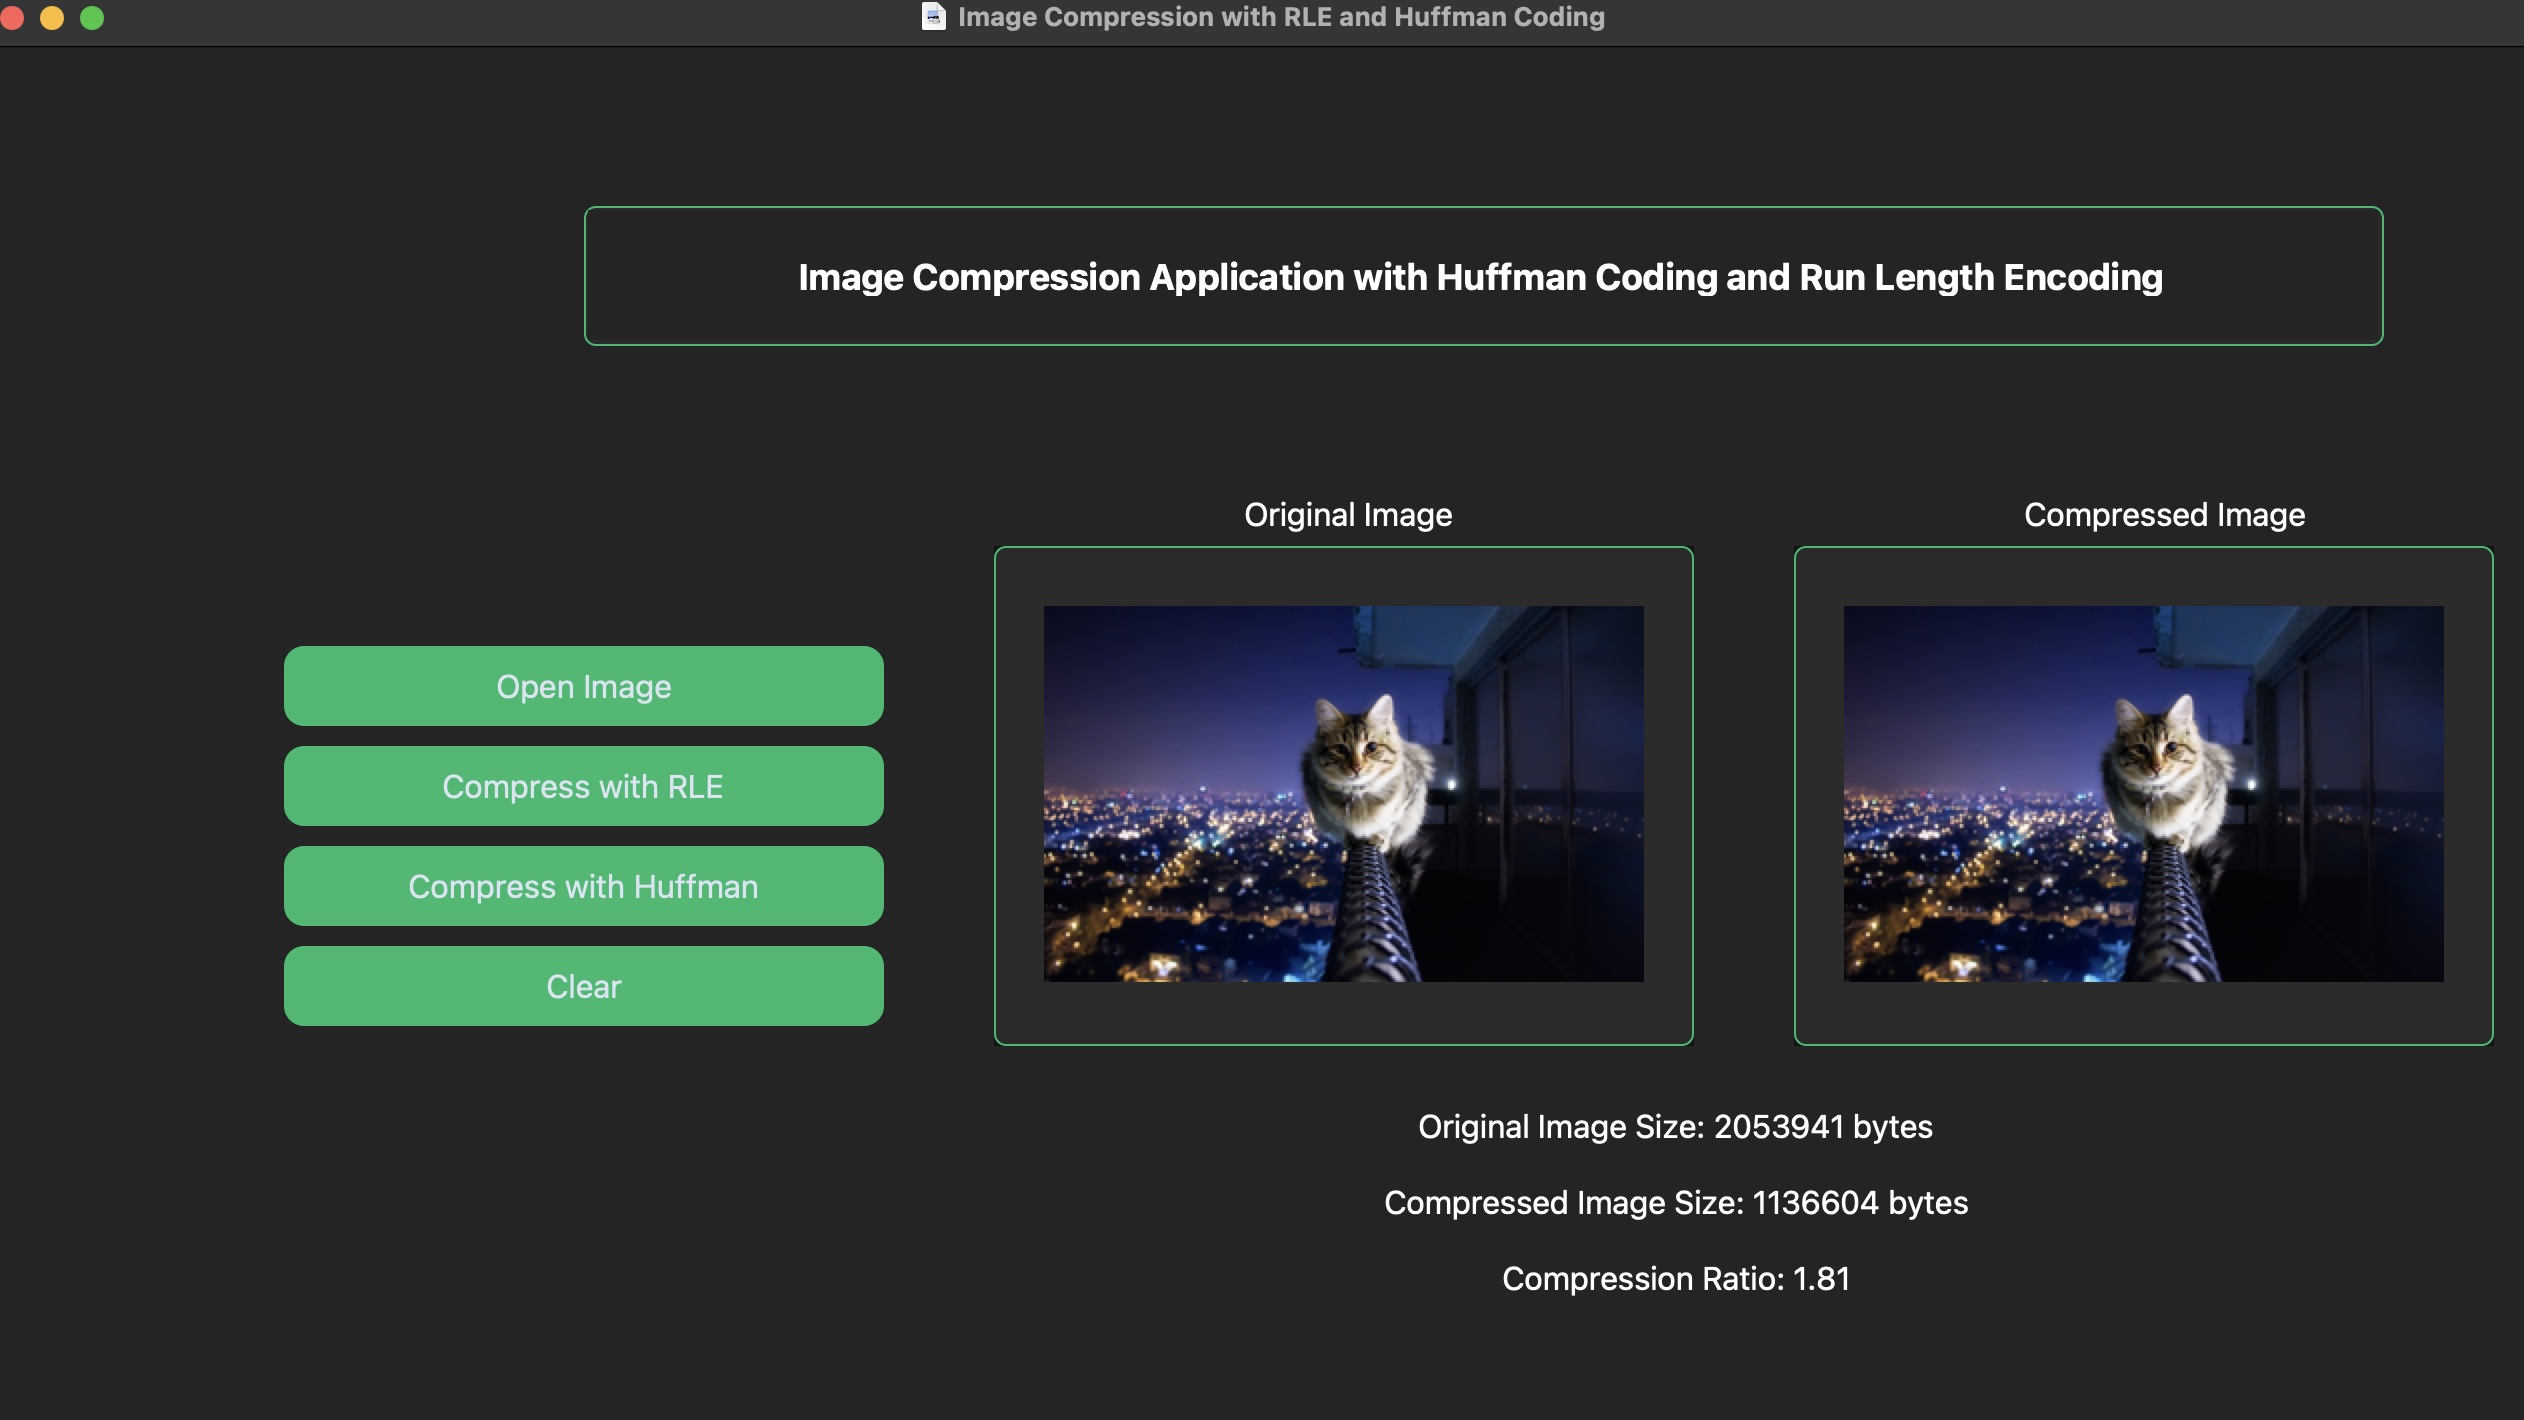 Image Compression with RLE and Huffman Coding
Image Compression Application with Huffman Coding and Run Length Encoding
Original Image
Compressed Image
Open Image
Compress with RLE
Compress with Huffman
Clear
Original Image Size: 2053941 bytes
Compressed Image Size: 1136604 bytes
Compression Ratio: 1.81